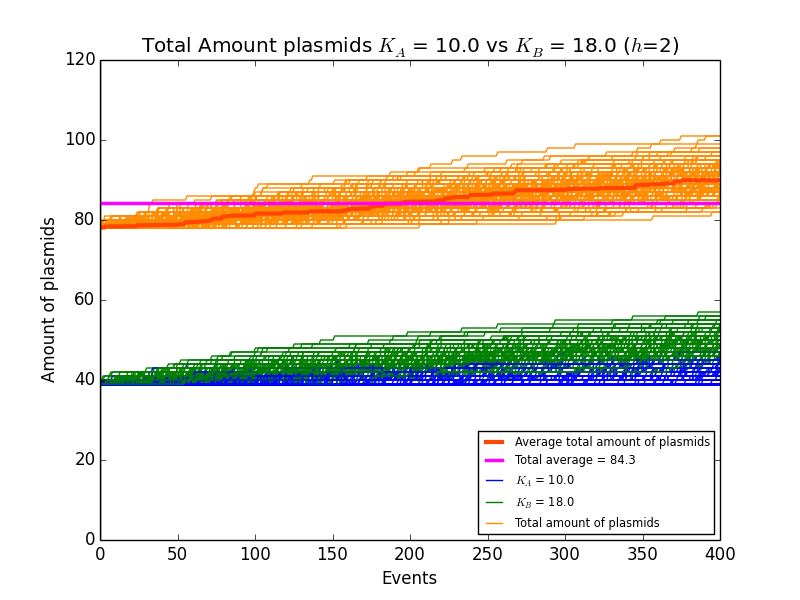 Total Amount plasmids K_A = 10.0 vs K_B = 18.0 (h=2)
120
100
80
60
40
20
0
Amount of plasmids
Average total amount of plasmids
Total average = 84.3
K_A = 10.0
K_B = 18.0
Total amount of plasmids
0 50 100 150 200 250 300 350 400
Events